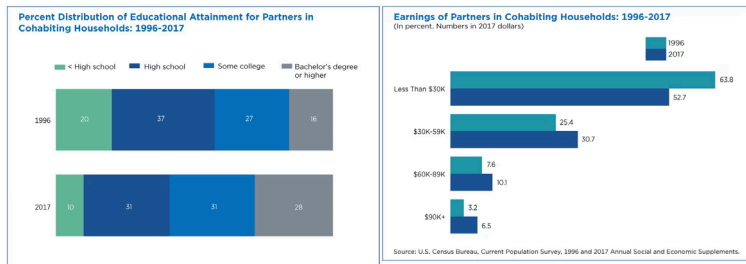 Percent Distribution of Educational Attainment for Partners in
Cohabiting Households: 1996-2017
< High school
High school
Some college
Bachelor's degree
or higher
1996
20
37
27
16
2017
10
31
31
28
Earnings of Partners in Cohabiting Households: 1996-2017
(In percent. Numbers in 2017 dollars)
1996
2017
Less Than $30K
63.8
52.7
$30K-59K
25.4
30.7
$60K-89K
7.6
10.1
$90K+
3.2
6.5
Source: U.S. Census Bureau, Current Population Survey, 1996 and 2017 Annual Social and Economic Supplements.